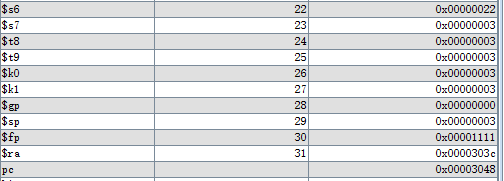 $s6 22 0x00000022
$s7 23 0x00000003
$t8 24 0x00000003
$t9 25 0x00000003
$k0 26 0x00000003
$k1 27 0x00000003
$gp 28 0x00000000
$sp 29 0x00000003
$fp 30 0x00001111
$ra 31 0x0000303c
pc 0x00003048